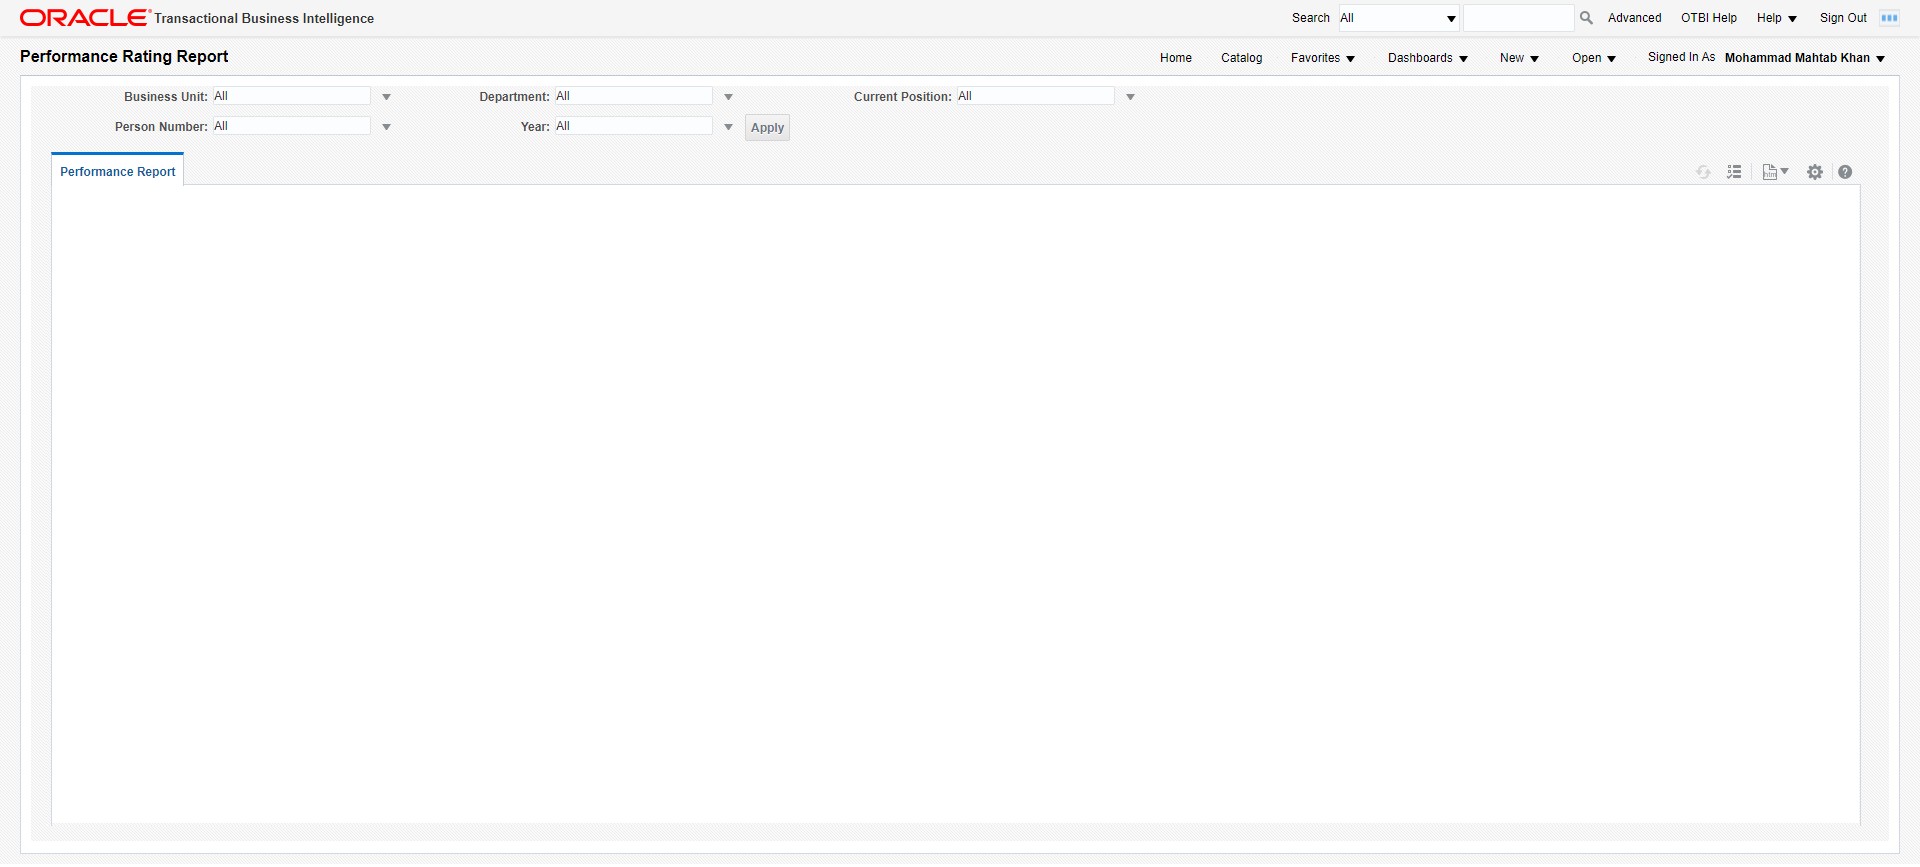 ORACLE Transactional Business Intelligence
Search All Advanced OTBI Help Help Sign Out
Performance Rating Report
Home Catalog Favorites Dashboards New Open Signed In As Mohammad Mahtab Khan
Business Unit: All Department: All Current Position: All
Person Number: All Year: All Apply
Performance Report